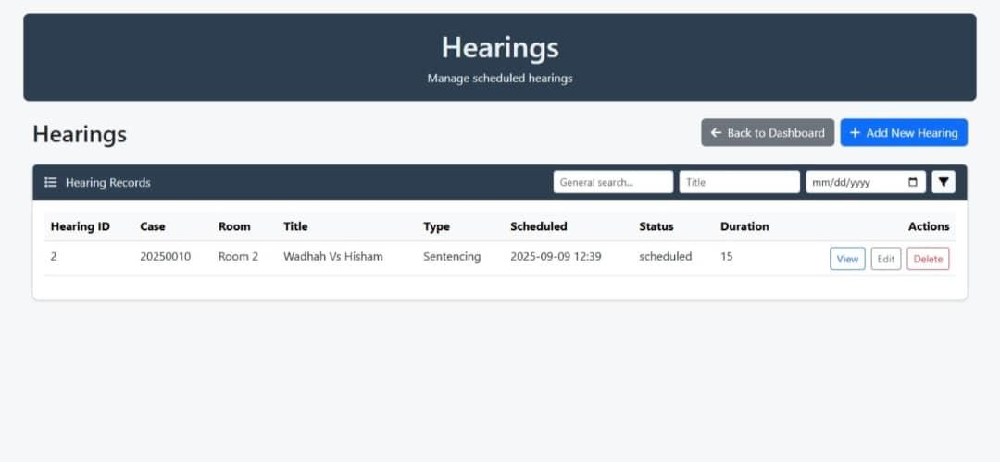 Hearings
Manage scheduled hearings
Hearings
Back to Dashboard
Add New Hearing
Hearing Records
General search...
Title
mm/dd/yyyy
Hearing ID Case Room Title Type Scheduled Status Duration Actions
2 20250010 Room 2 Wadhah Vs Hisham Sentencing 2025-09-09 12:39 scheduled 15 View Edit Delete